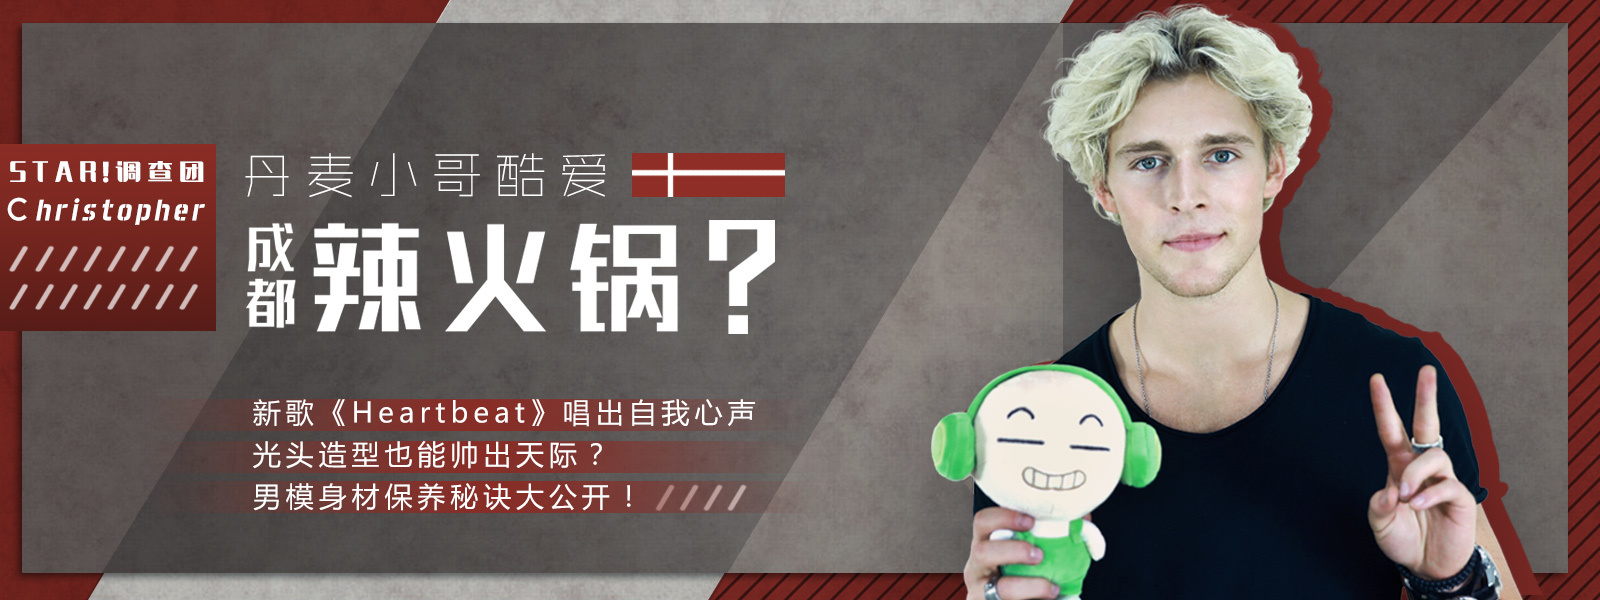 STAR!调查团
Christopher
丹麦小哥酷爱
成都辣火锅?
新歌《Heartbeat》唱出自我心声
光头造型也能帅出天际?
男模身材保养秘诀大公开!